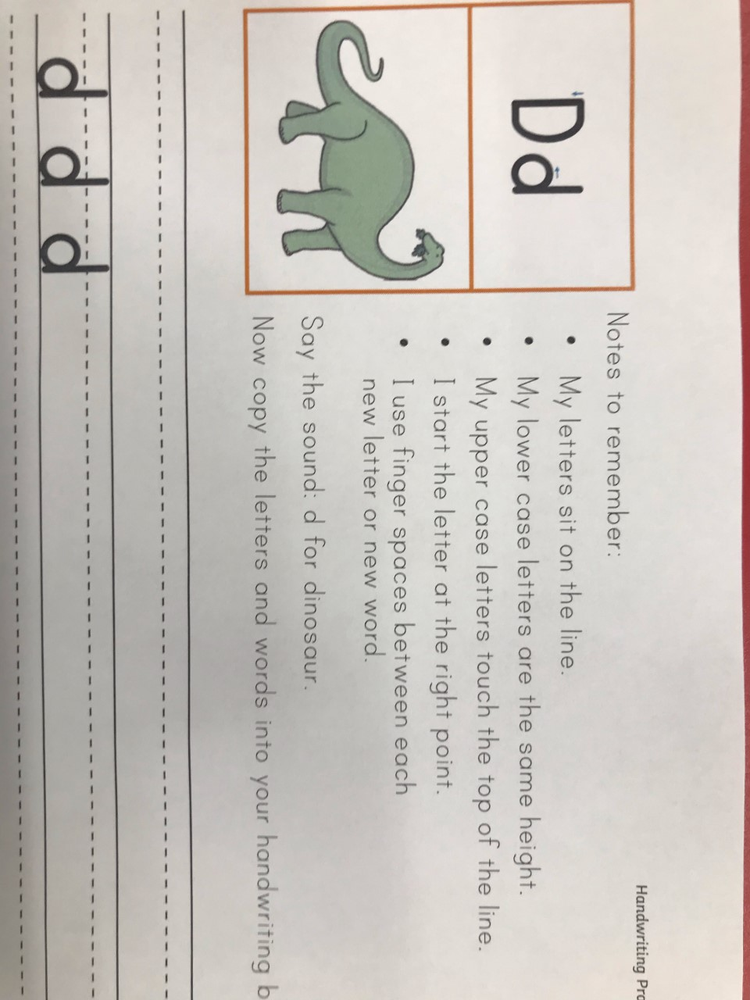 Handwriting
Dd
Notes to remember:
• My letters sit on the line.
• My lower case letters are the same height.
• My upper case letters touch the top of the line.
• I start the letter at the right point.
• I use finger spaces between each
new letter or new word.
Say the sound: d for dinosaur.
Now copy the letters and words into your handwriting
d d d